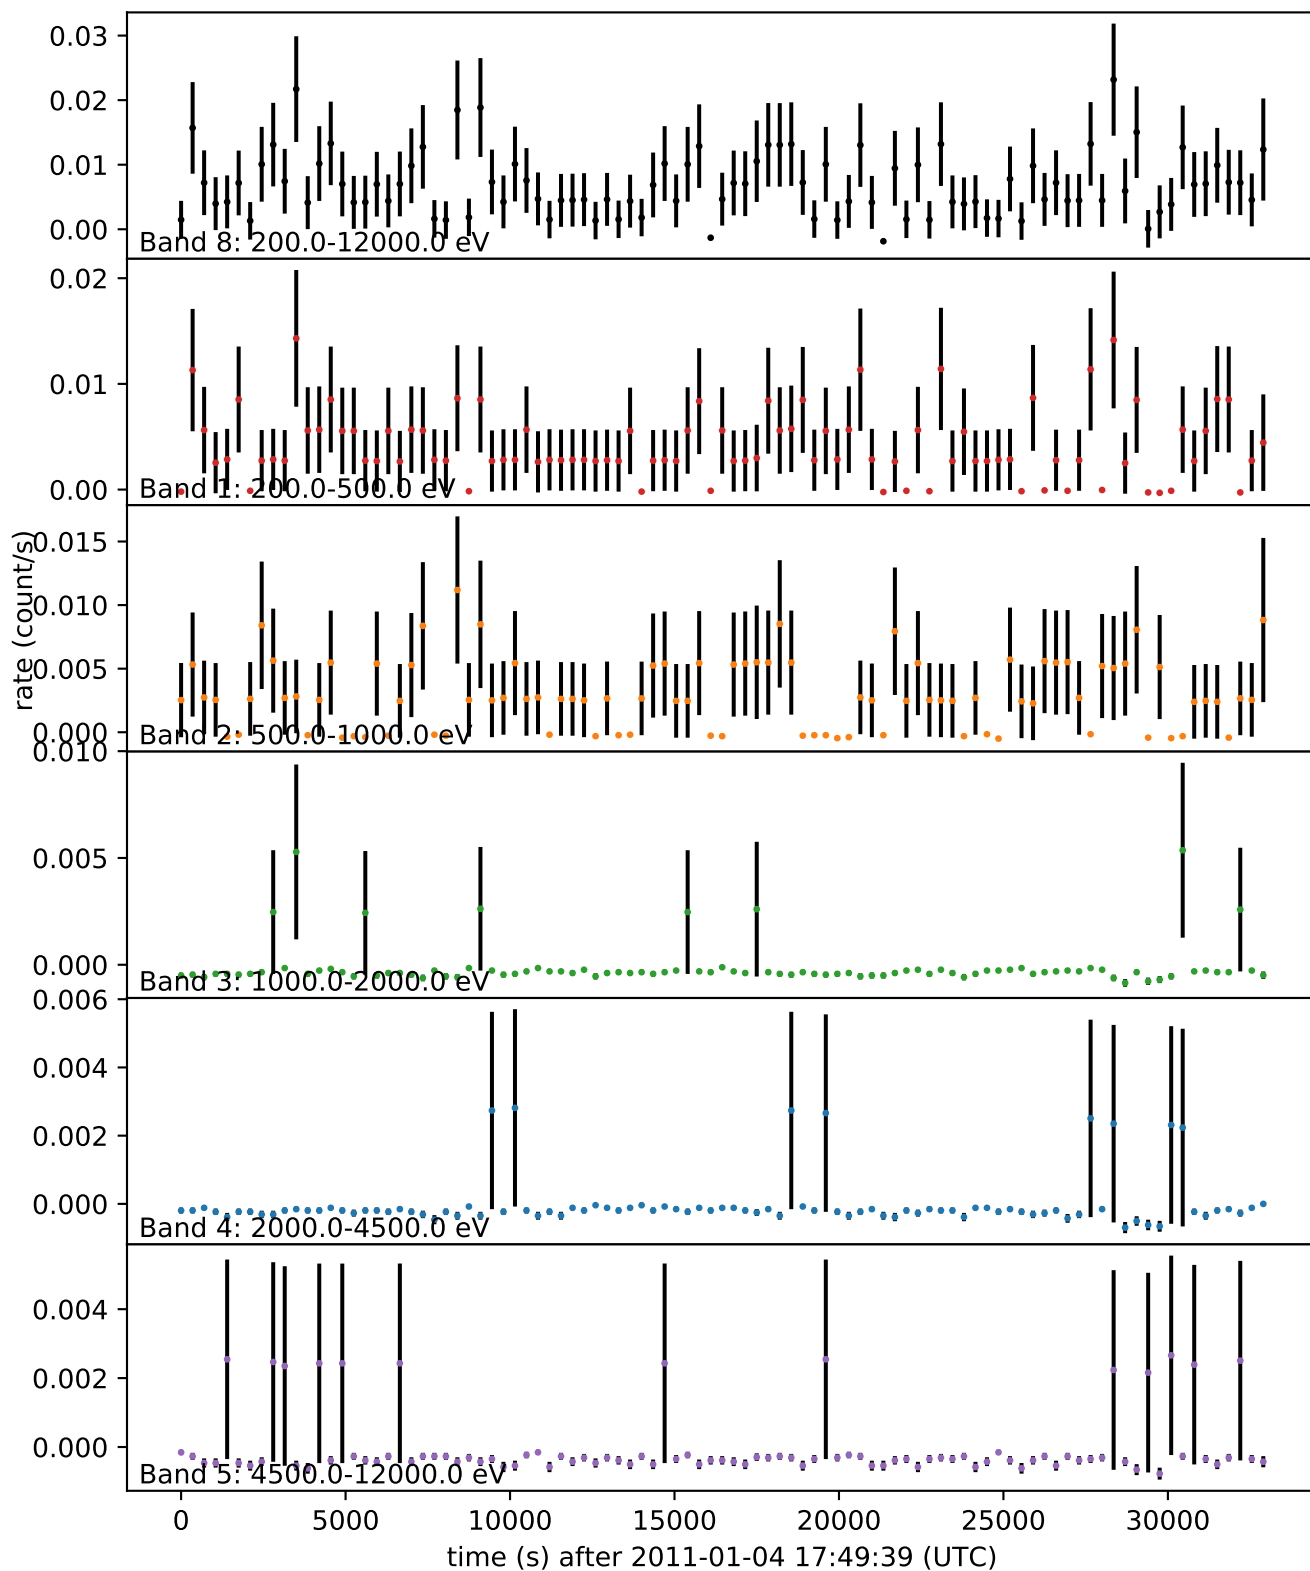 0.03
0.02
0.01
0.00
Band 8: 200.0-12000.0 eV
0.02
0.01
0.00
Band 1: 200.0-500.0 eV
rate (count/s)
0.015
0.010
0.005
0.000
Band 2: 500.0-1000.0 eV
0.010
0.005
0.000
Band 3: 1000.0-2000.0 eV
0.006
0.004
0.002
0.000
Band 4: 2000.0-4500.0 eV
0.004
0.002
0.000
Band 5: 4500.0-12000.0 eV
0 5000 10000 15000 20000 25000 30000
time (s) after 2011-01-04 17:49:39 (UTC)